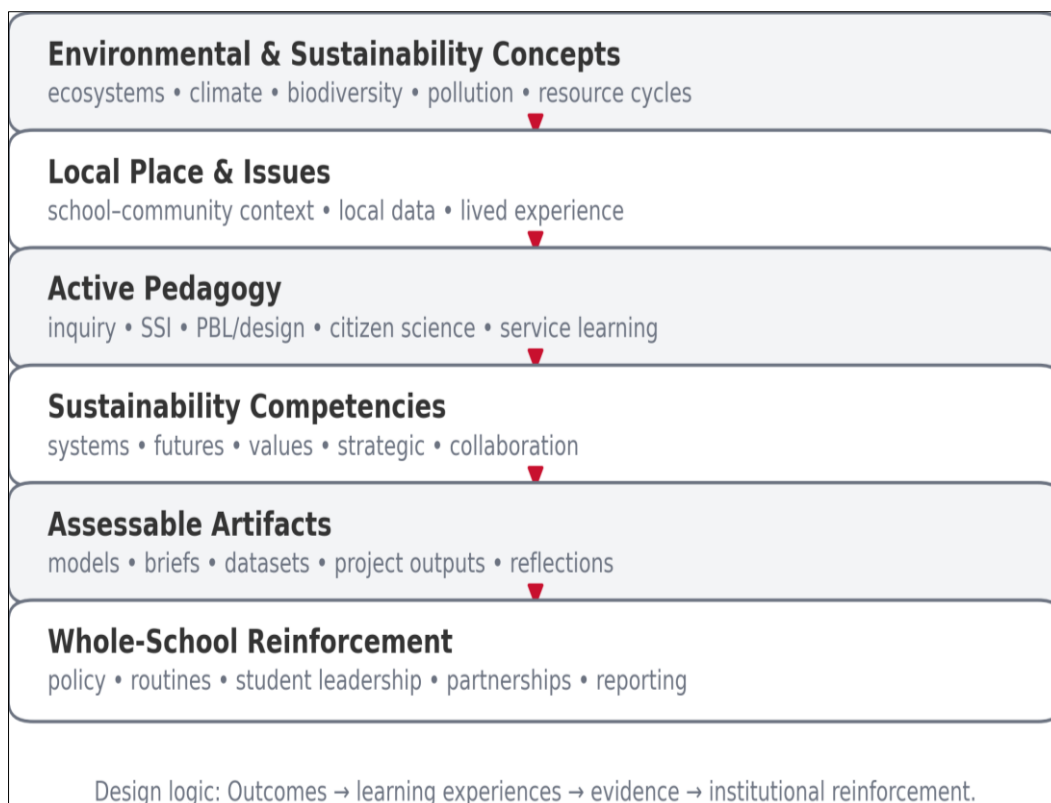 Environmental & Sustainability Concepts
ecosystems • climate • biodiversity • pollution • resource cycles
Local Place & Issues
school–community context • local data • lived experience
Active Pedagogy
inquiry • SSI • PBL/design • citizen science • service learning
Sustainability Competencies
systems • futures • values • strategic • collaboration
Assessable Artifacts
models • briefs • datasets • project outputs • reflections
Whole-School Reinforcement
policy • routines • student leadership • partnerships • reporting
Design logic: Outcomes → learning experiences → evidence → institutional reinforcement.